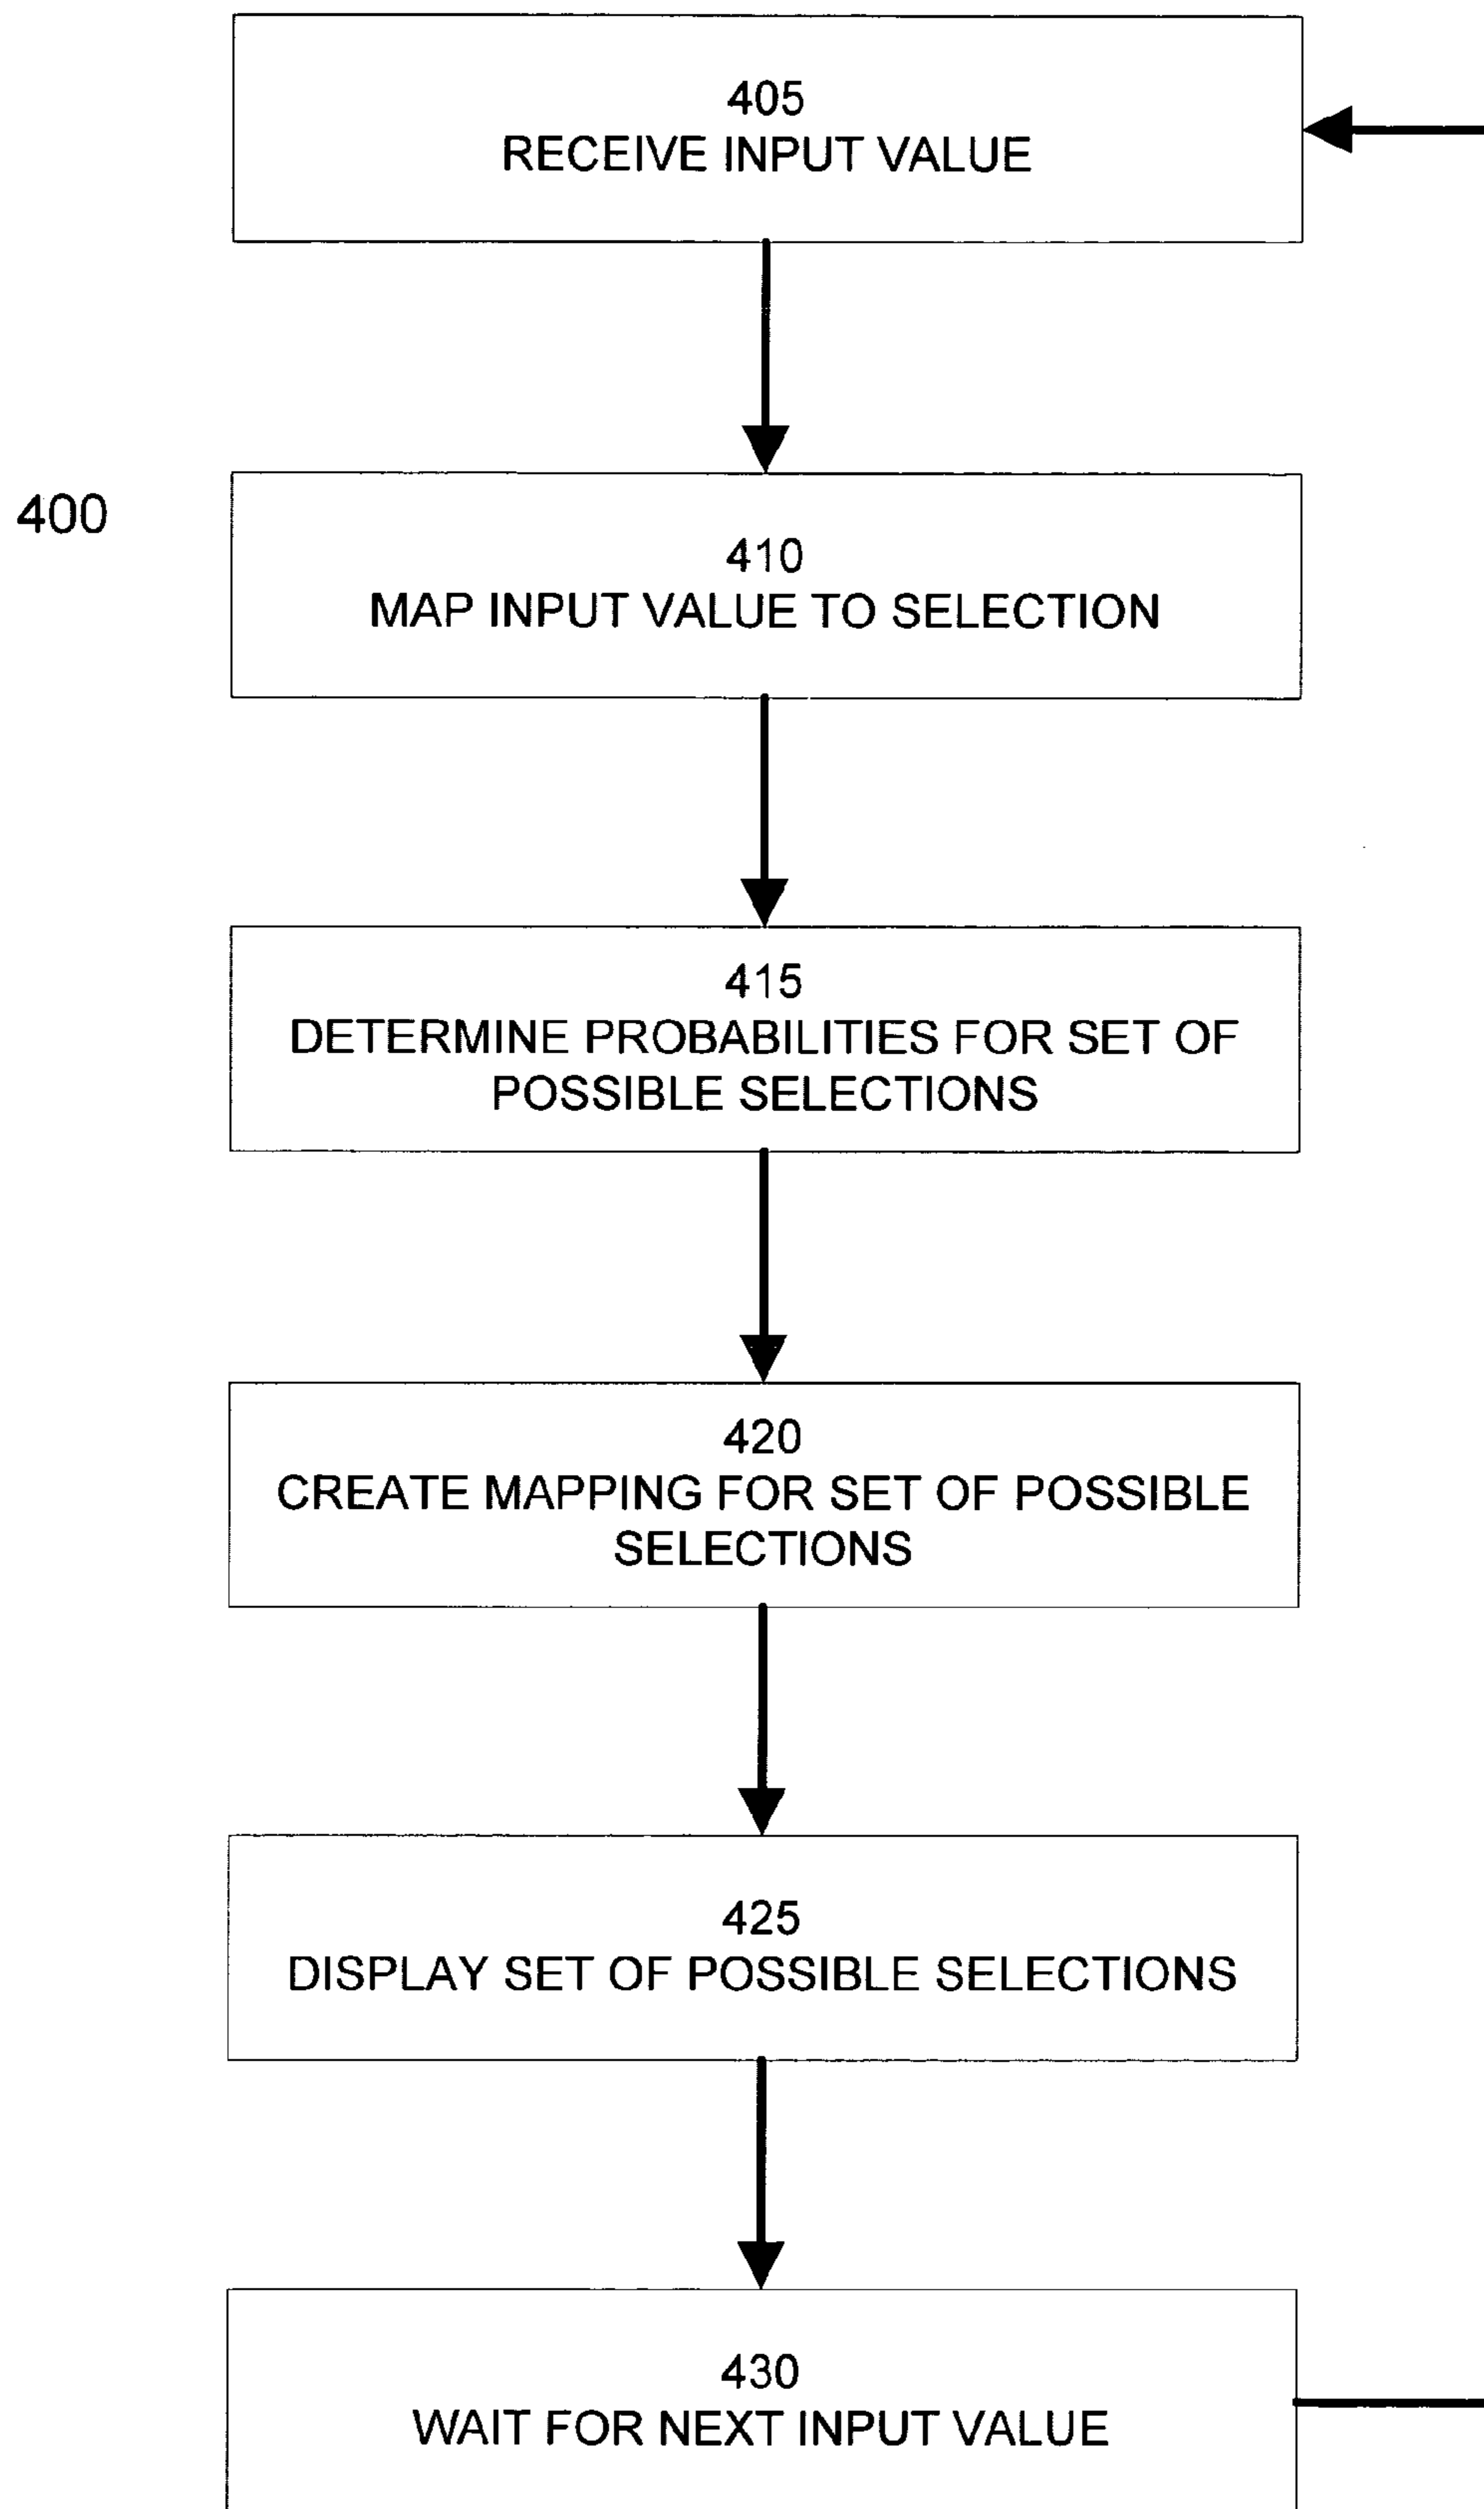 405
RECEIVE INPUT VALUE
400
410
MAP INPUT VALUE TO SELECTION
415
DETERMINE PROBABILITIES FOR SET OF
POSSIBLE SELECTIONS
420
CREATE MAPPING FOR SET OF POSSIBLE
SELECTIONS
425
DISPLAY SET OF POSSIBLE SELECTIONS
430
WAIT FOR NEXT INPUT VALUE